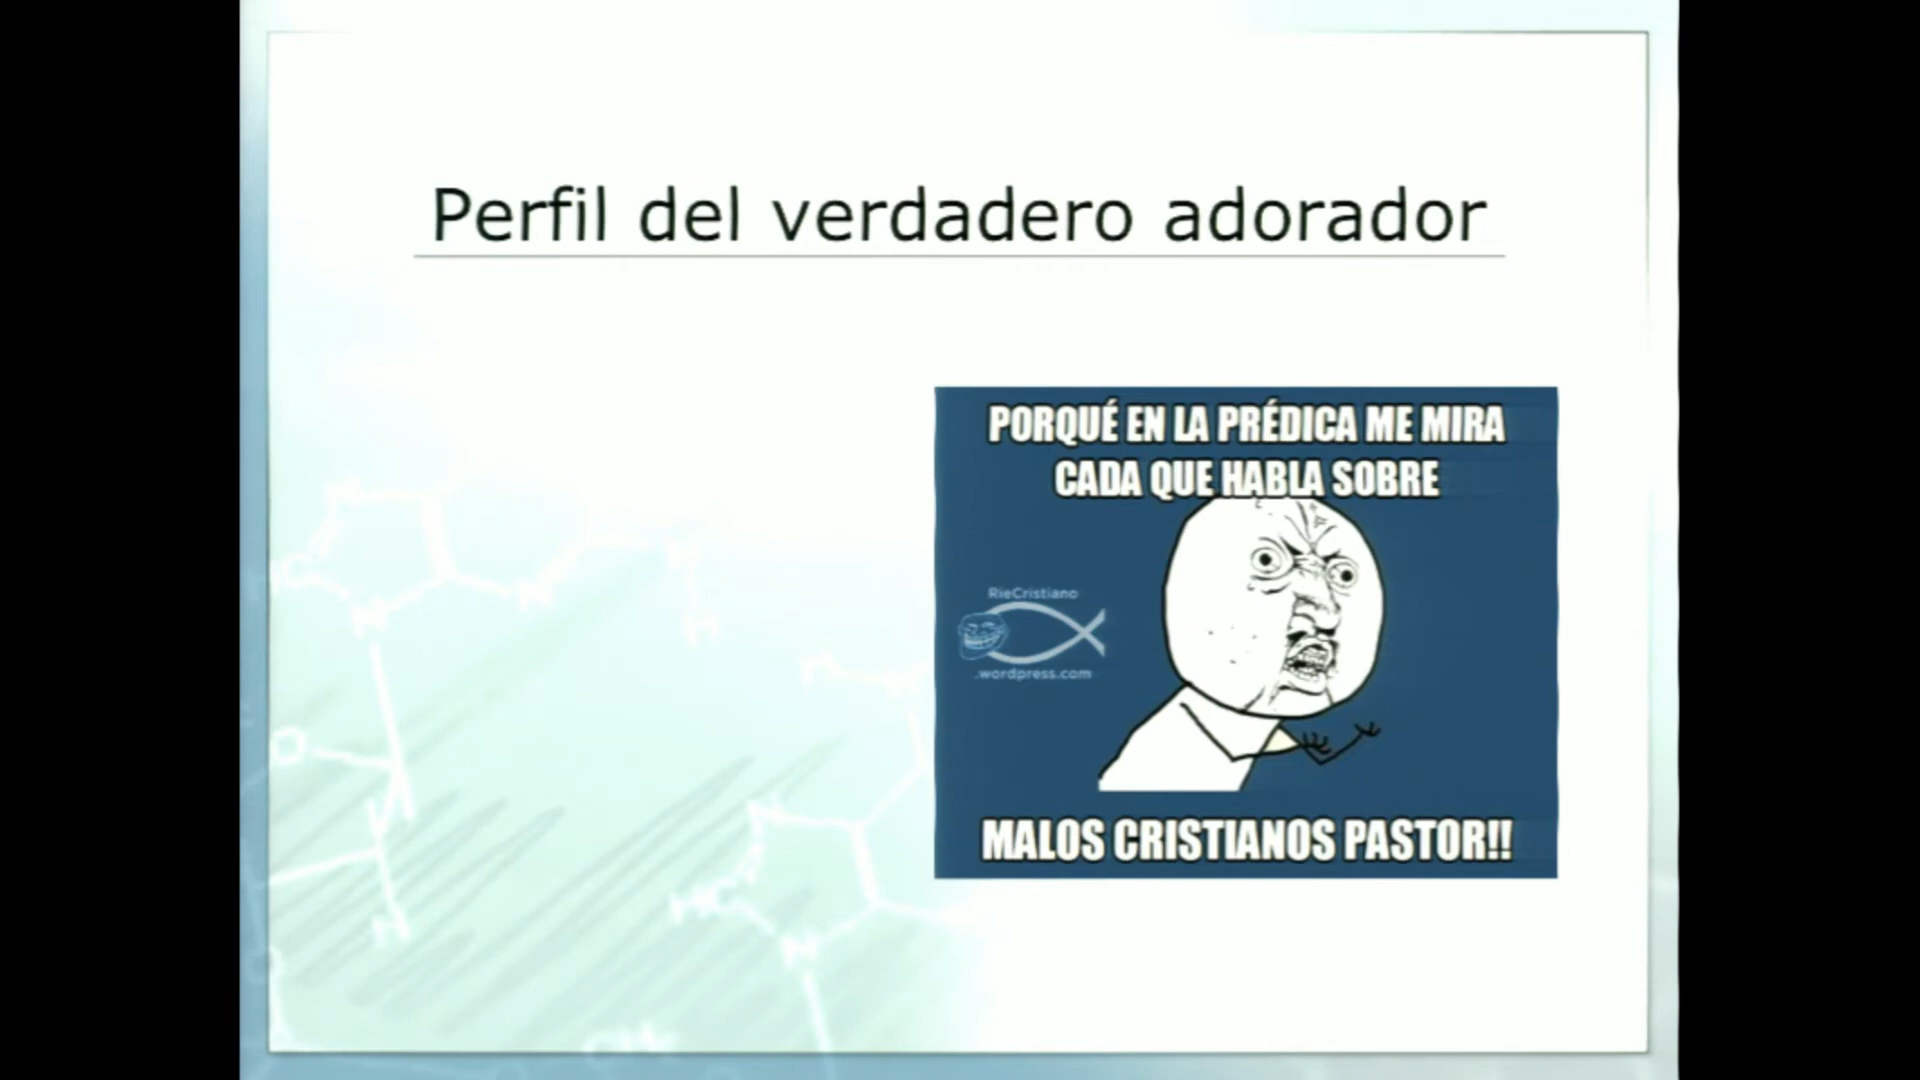 Perfil del verdadero adorador
PORQUÉ EN LA PRÉDICA ME MIRA
CADA QUE HABLA SOBRE
RieCristiano
.wordpress.com
MALOS CRISTIANOS PASTOR!!
N
N
N
H
O
N
N
HC
N